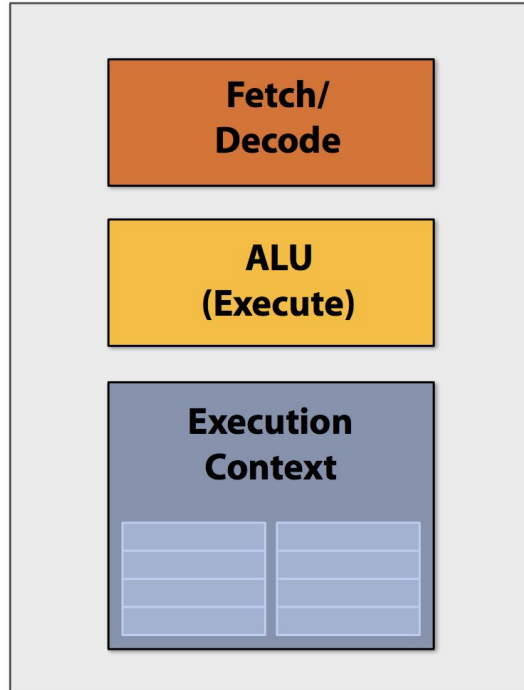 Fetch/
Decode
ALU
(Execute)
Execution
Context